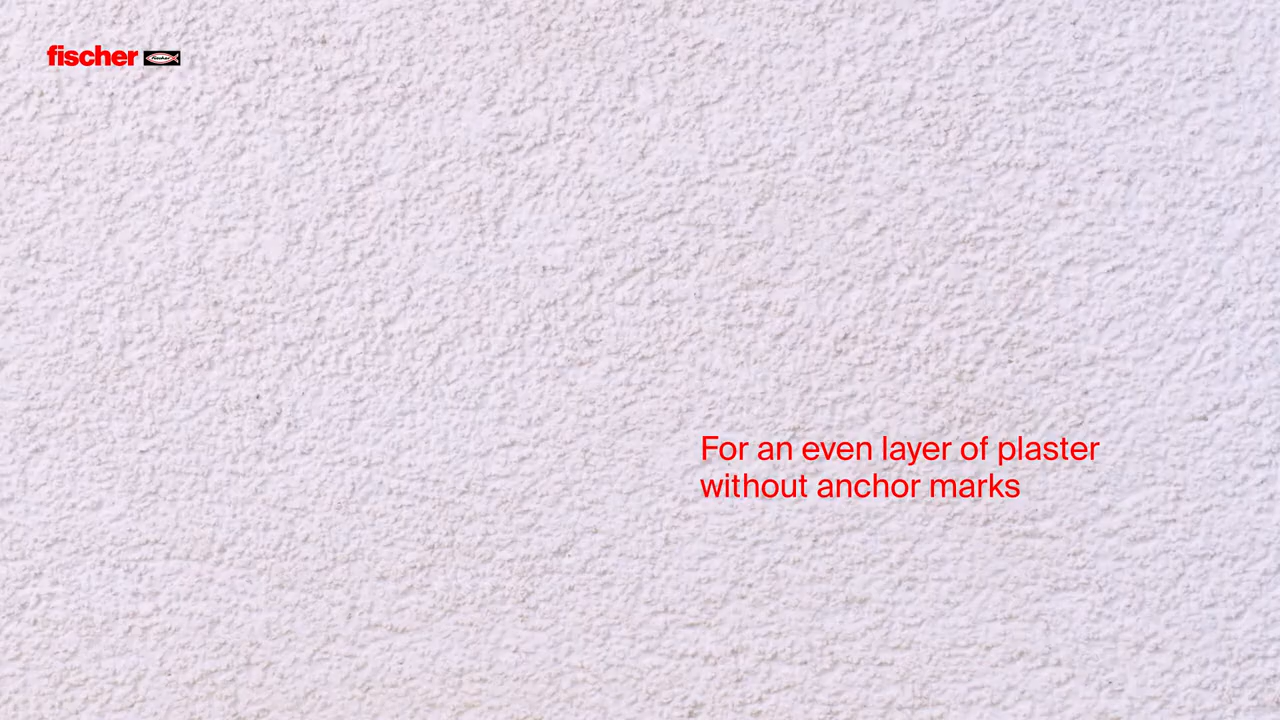 fischer
For an even layer of plaster
without anchor marks